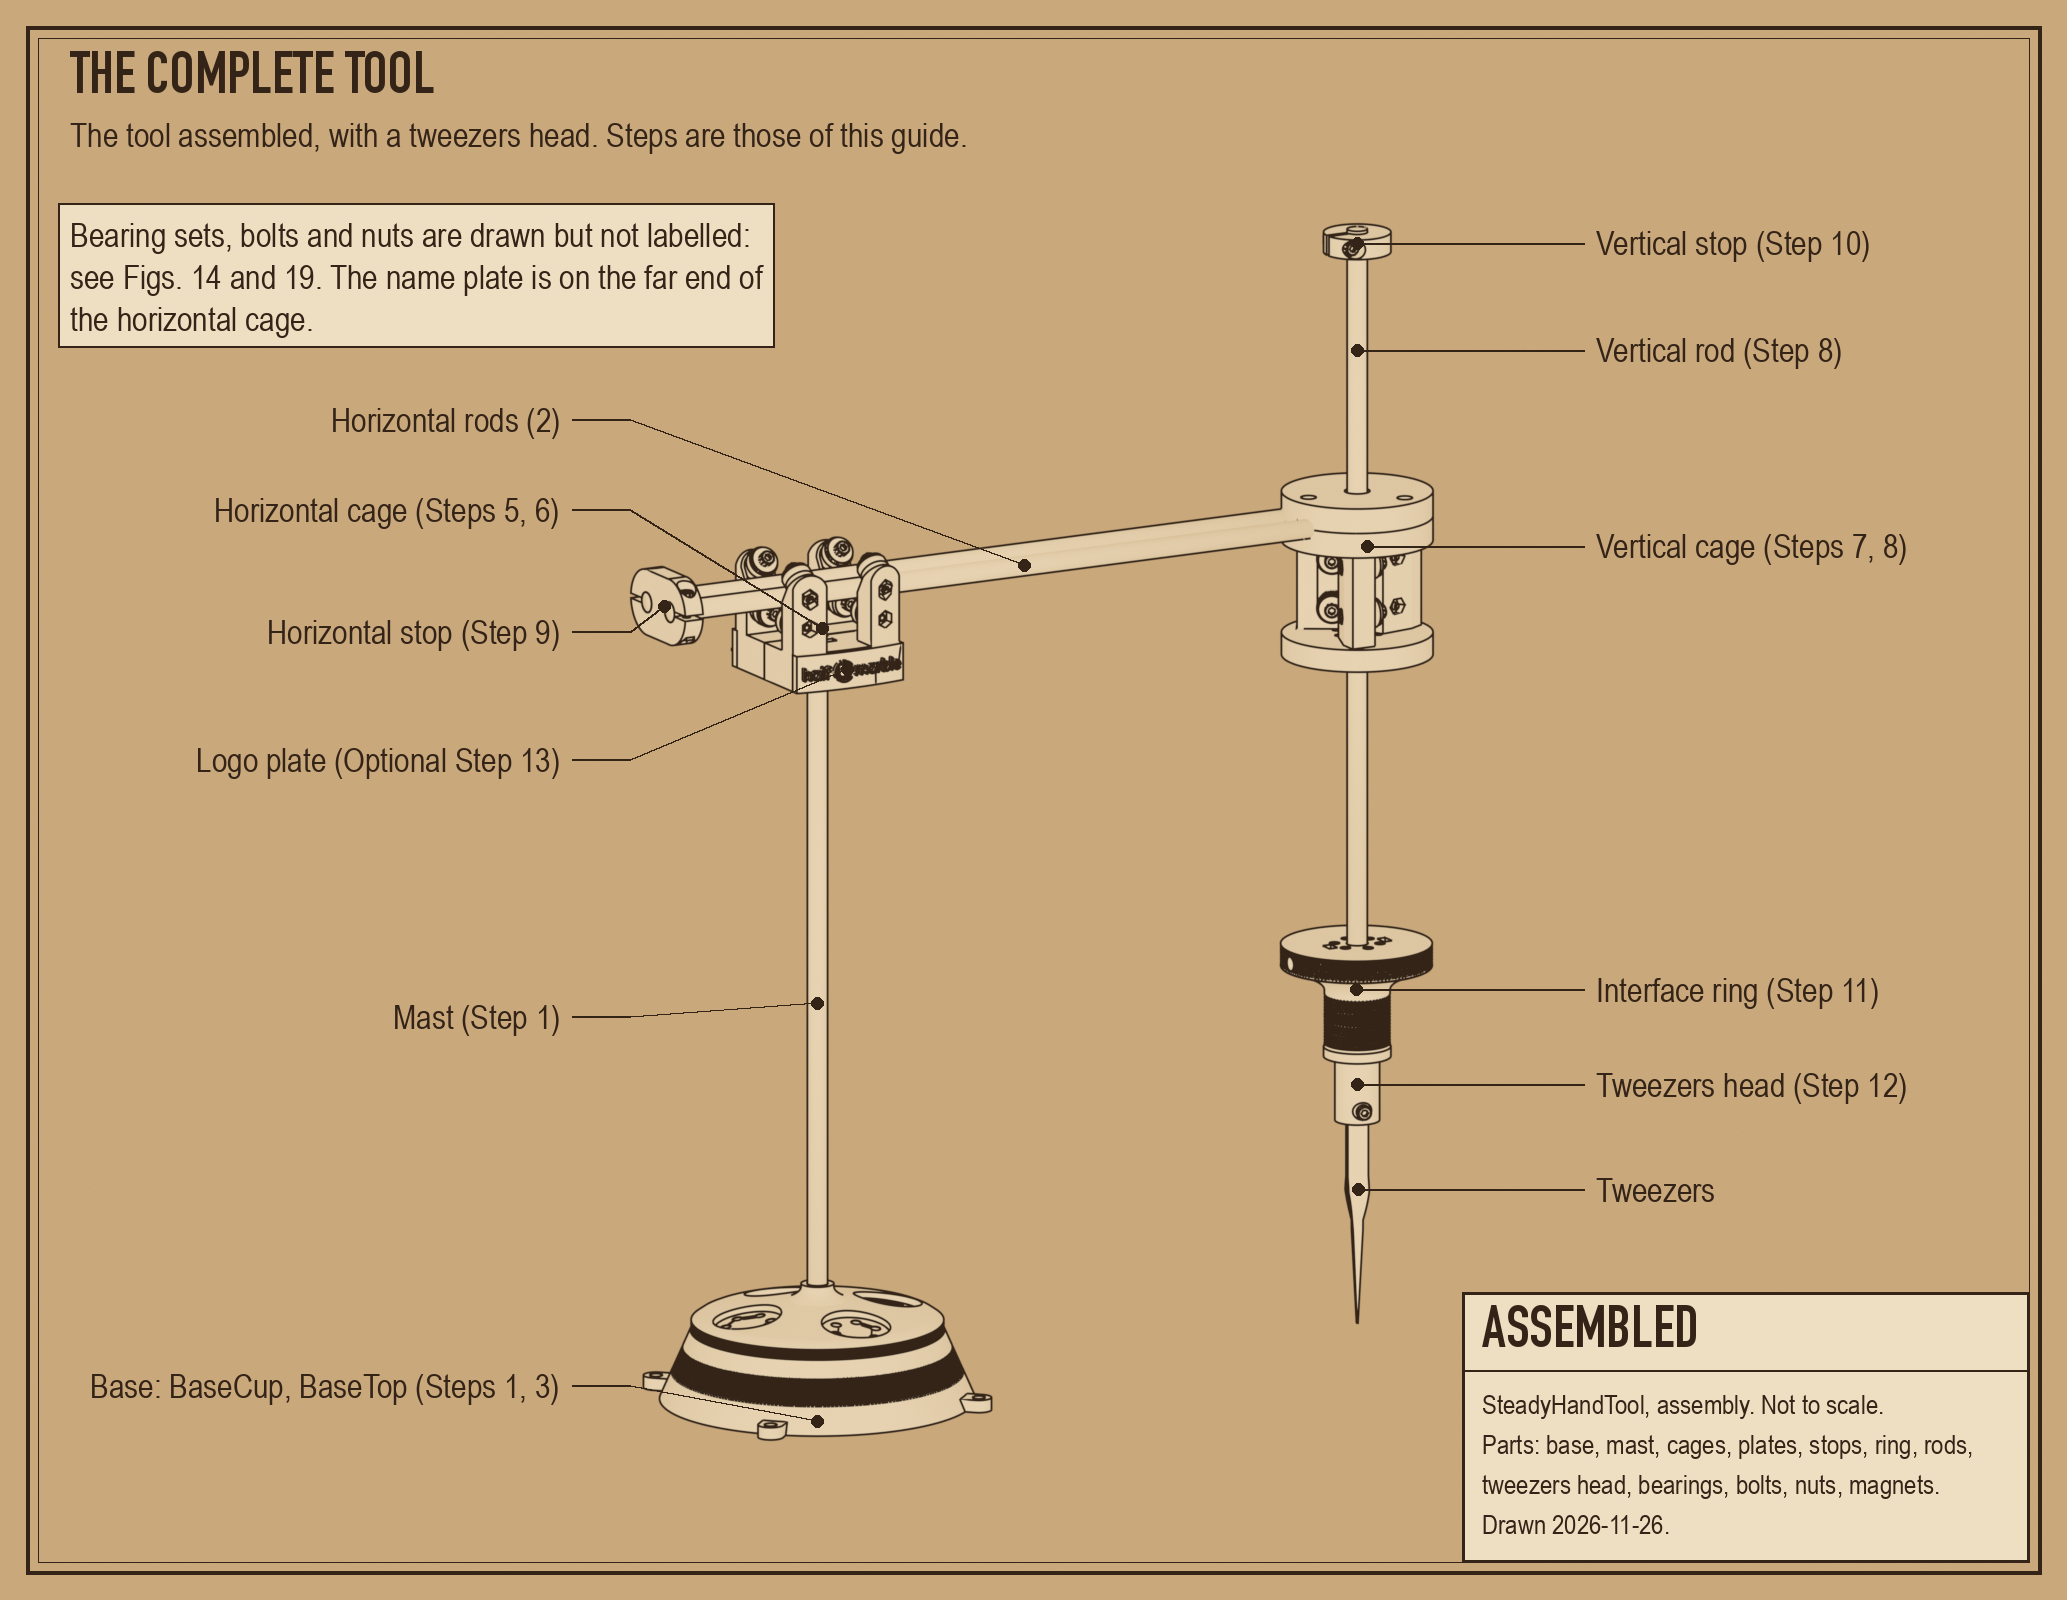 THE COMPLETE TOOL
The tool assembled, with a tweezers head. Steps are those of this guide.
Bearing sets, bolts and nuts are drawn but not labelled:
see Figs. 14 and 19. The name plate is on the far end of
the horizontal cage.
Vertical stop (Step 10)
Vertical rod (Step 8)
Horizontal rods (2)
Horizontal cage (Steps 5, 6)
Vertical cage (Steps 7, 8)
Horizontal stop (Step 9)
Logo plate (Optional Step 13)
Interface ring (Step 11)
Mast (Step 1)
Tweezers head (Step 12)
Tweezers
Base: BaseCup, BaseTop (Steps 1, 3)
ASSEMBLED
SteadyHandTool, assembly. Not to scale.
Parts: base, mast, cages, plates, stops, ring, rods,
tweezers head, bearings, bolts, nuts, magnets.
Drawn 2026-11-26.